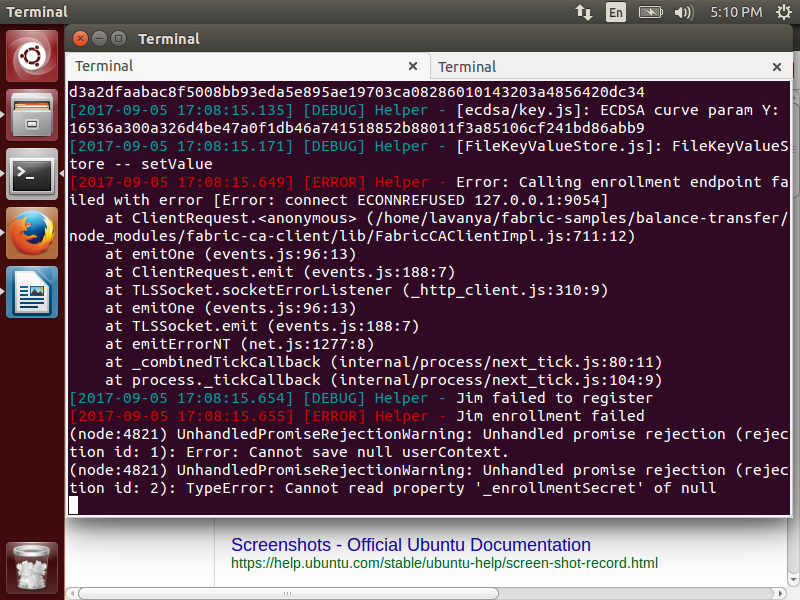 Terminal
En
5:10 PM
Terminal
Terminal
Terminal
d3a2dfaabac8f5008bb93eda5e895ae19703ca08286010143203a4856420dc34
[2017-09-05 17:08:15.135] [DEBUG] Helper - [ecdsa/key.js]: ECDSA curve param Y:
16536a300a326d4be47a0f1db46a741518852b88011f3a85106cf241bd86abb9
[2017-09-05 17:08:15.171] [DEBUG] Helper - [FileKeyValueStore.js]: FileKeyValueS
tore -- setValue
[2017-09-05 17:08:15.649] [ERROR] Helper - Error: Calling enrollment endpoint fa
iled with error [Error: connect ECONNREFUSED 127.0.0.1:9054]
at ClientRequest.<anonymous> (/home/lavanya/fabric-samples/balance-transfer/
node_modules/fabric-ca-client/lib/FabricCAClientImpl.js:711:12)
at emitOne (events.js:96:13)
at ClientRequest.emit (events.js:188:7)
at TLSSocket.socketErrorListener (_http_client.js:310:9)
at emitOne (events.js:96:13)
at TLSSocket.emit (events.js:188:7)
at emitErrorNT (net.js:1277:8)
at _combinedTickCallback (internal/process/next_tick.js:80:11)
at process._tickCallback (internal/process/next_tick.js:104:9)
[2017-09-05 17:08:15.654] [DEBUG] Helper - Jim failed to register
[2017-09-05 17:08:15.655] [ERROR] Helper - Jim enrollment failed
(node:4821) UnhandledPromiseRejectionWarning: Unhandled promise rejection (rejec
tion id: 1): Error: Cannot save null userContext.
(node:4821) UnhandledPromiseRejectionWarning: Unhandled promise rejection (rejec
tion id: 2): TypeError: Cannot read property '_enrollmentSecret' of null
Screenshots - Official Ubuntu Documentation
https://help.ubuntu.com/stable/ubuntu-help/screen-shot-record.html